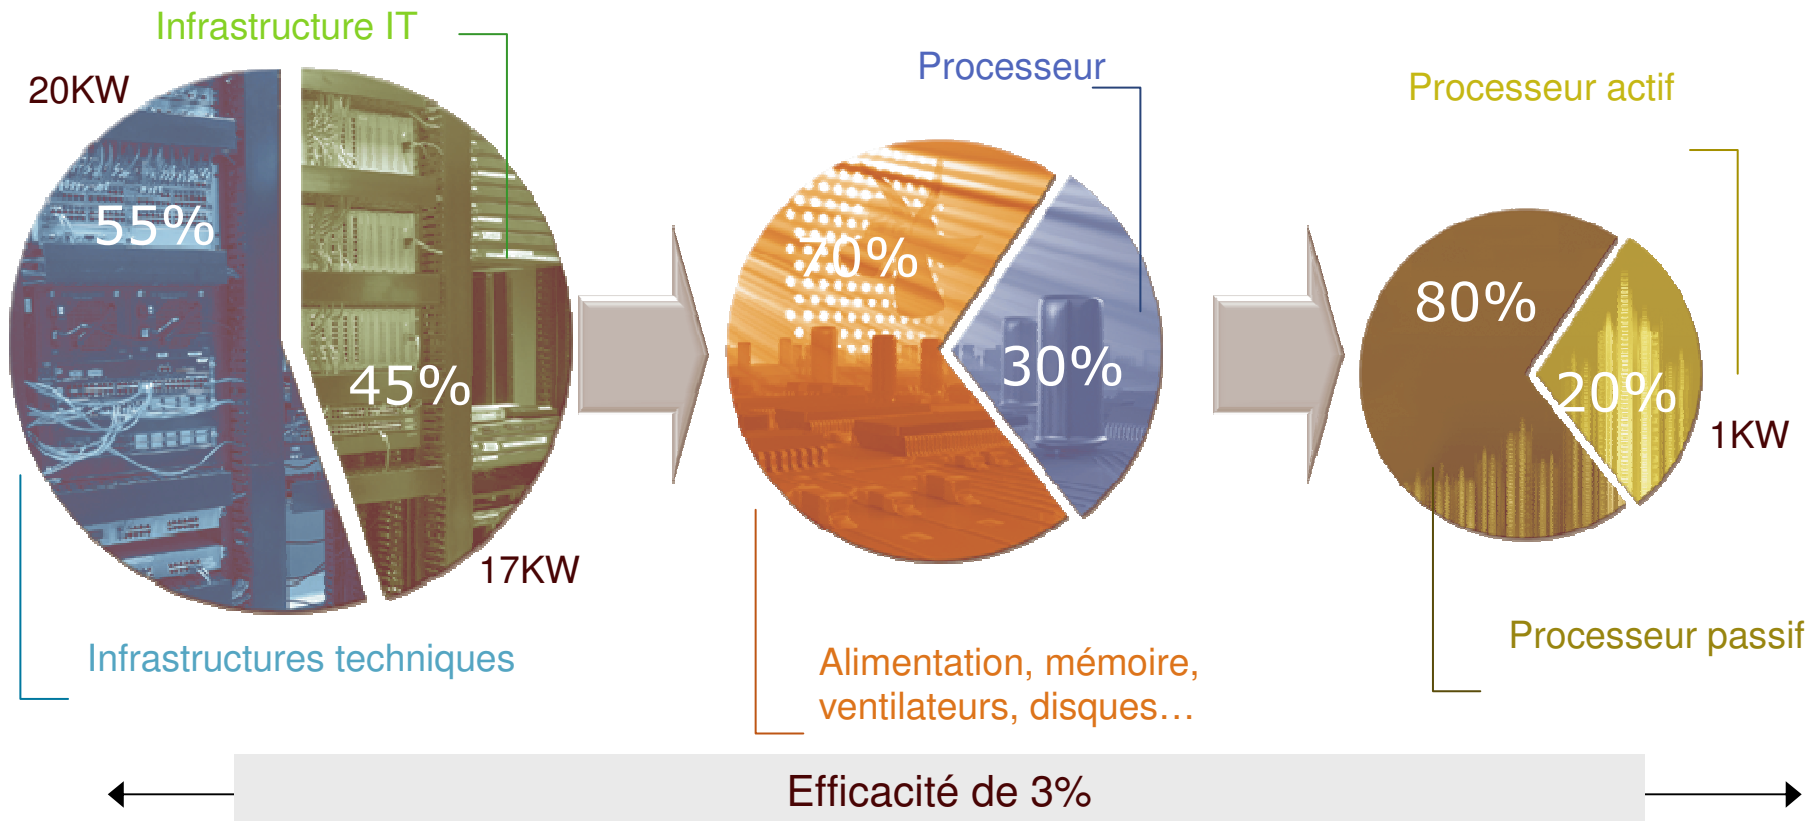 Infrastructure IT
20KW
55%
45%
17KW
Infrastructures techniques
Processeur
70%
30%
Alimentation, mémoire,
ventilateurs, disques…
Processeur actif
80%
20%
1KW
Processeur passif
Efficacité de 3%